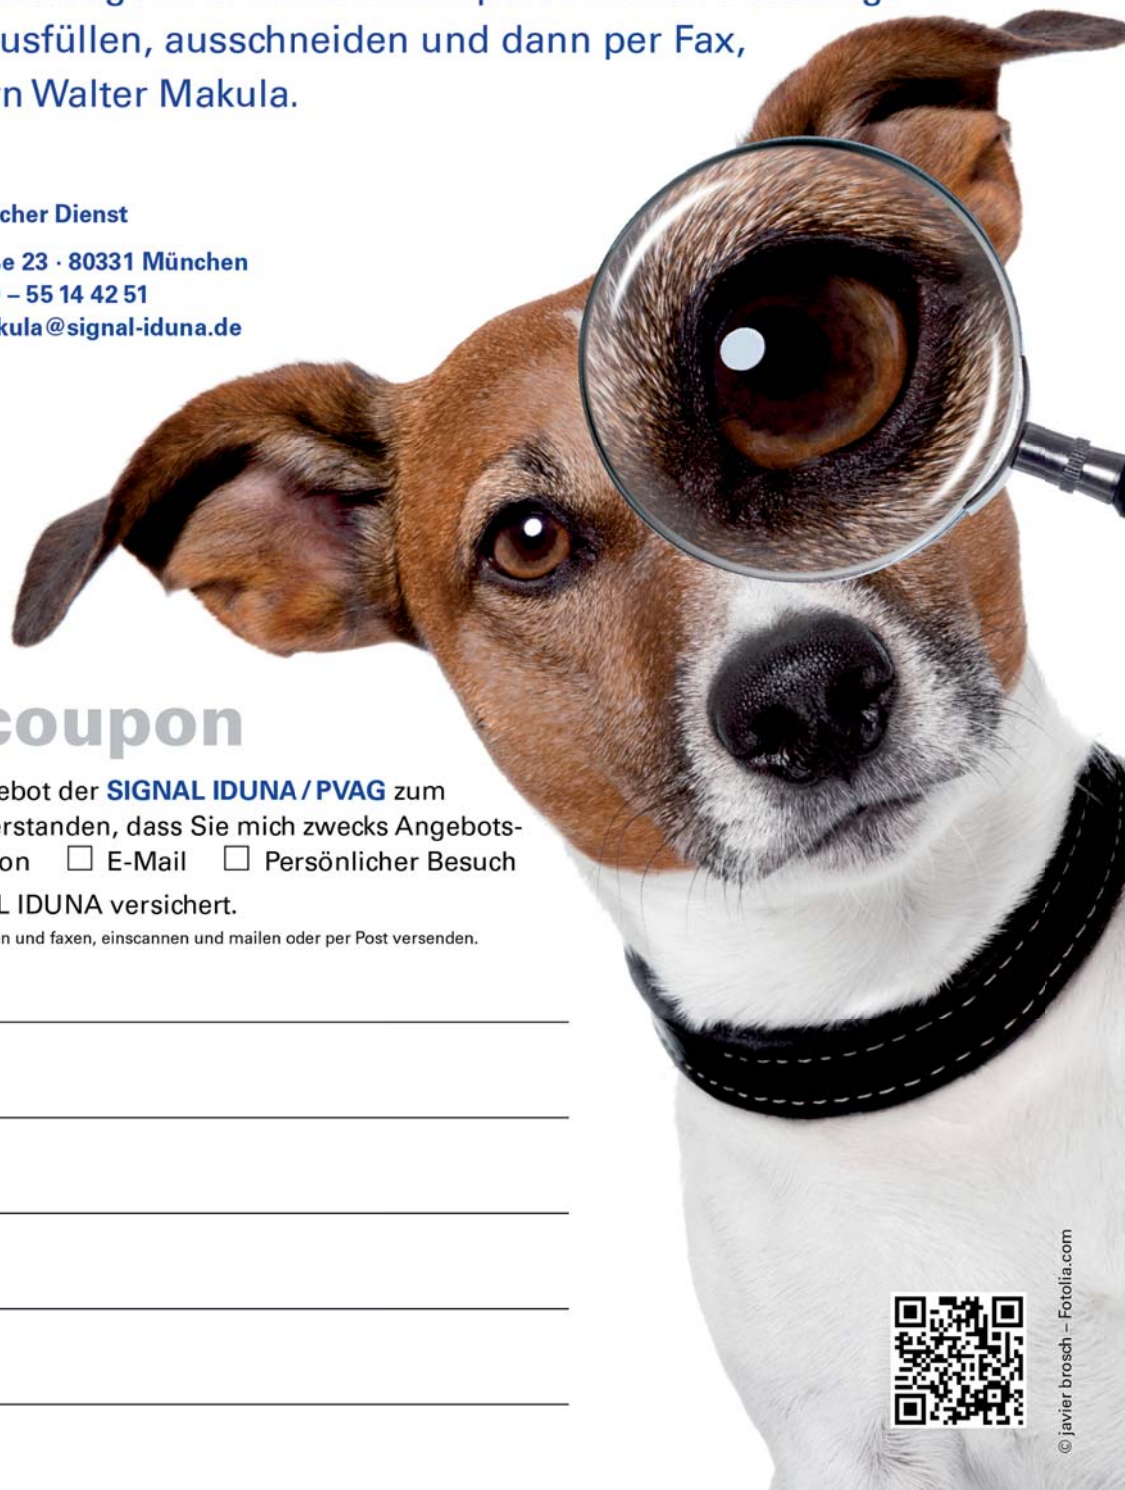 usfüllen, ausschneiden und dann per Fax,
n Walter Makula.
cher Dienst
e 23 · 80331 München
– 55 14 42 51
kula@signal-iduna.de
coupon
ebot der SIGNAL IDUNA / PVAG zum
erstanden, dass Sie mich zwecks Angebots-
on ☐ E-Mail ☐ Persönlicher Besuch
L IDUNA versichert.
n und faxen, einscannen und mailen oder per Post versenden.
© javier brosch – Fotolia.com